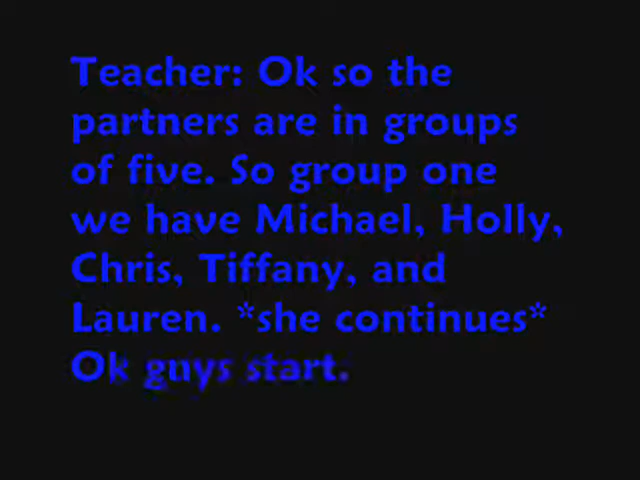 Teacher: Ok so the
partners are in groups
of five. So group one
we have Michael, Holly,
Chris, Tiffany, and
Lauren. *she continues*
Ok guys start.